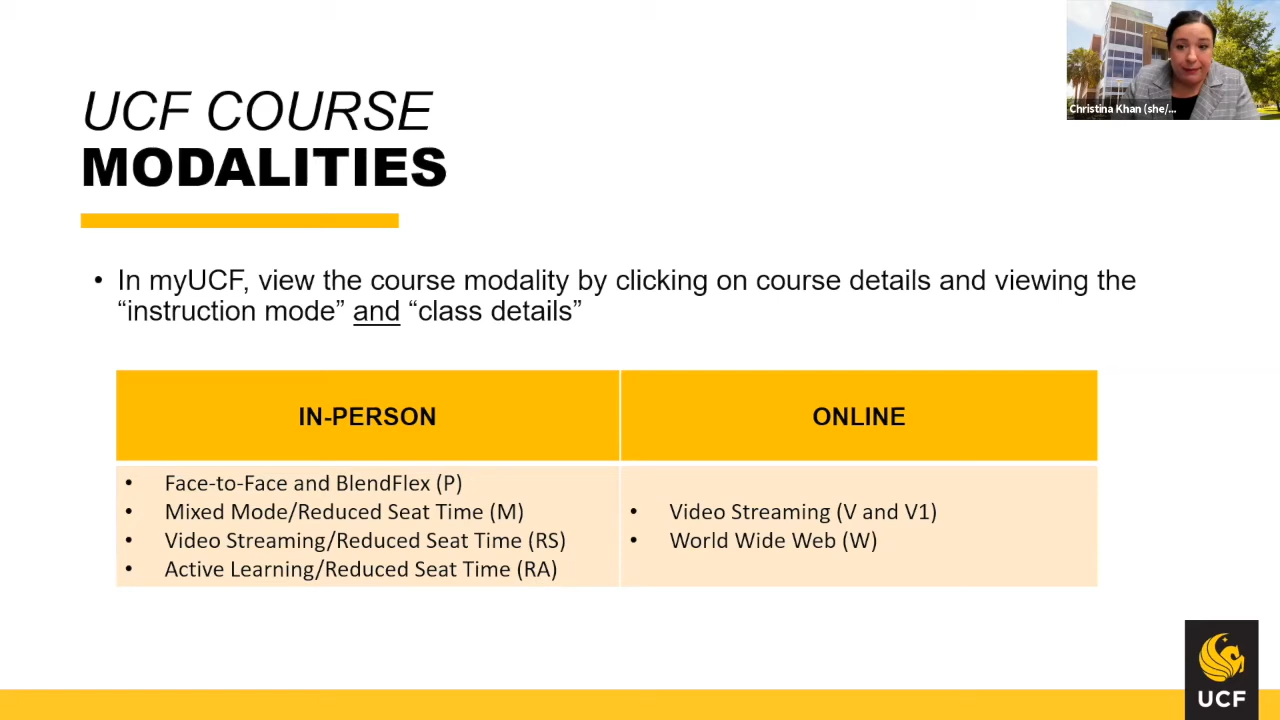 Christina Khan (she/...
UCF COURSE
MODALITIES
• In myUCF, view the course modality by clicking on course details and viewing the
“instruction mode” and “class details”
IN-PERSON
• Face-to-Face and BlendFlex (P)
• Mixed Mode/Reduced Seat Time (M)
• Video Streaming/Reduced Seat Time (RS)
• Active Learning/Reduced Seat Time (RA)
ONLINE
• Video Streaming (V and V1)
• World Wide Web (W)
UCF